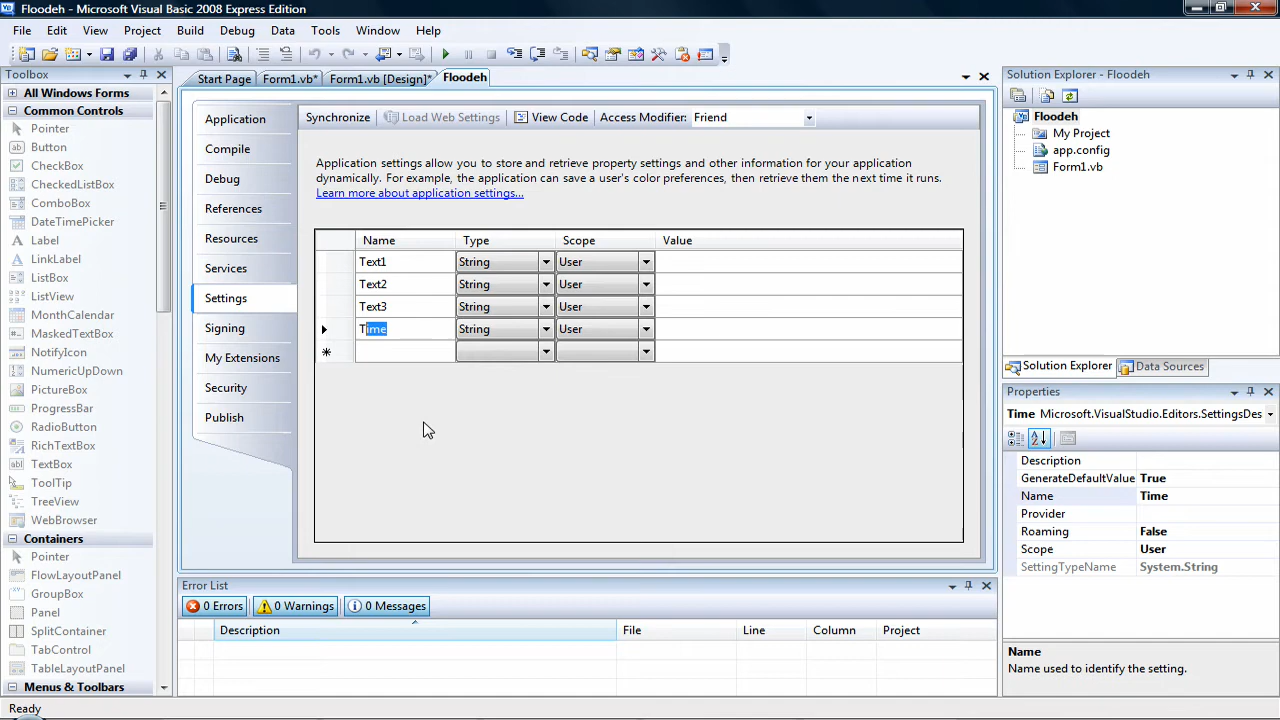 Floodeh - Microsoft Visual Basic 2008 Express Edition
File Edit View Project Build Debug Data Tools Window Help
Toolbox
All Windows Forms
Common Controls
Pointer
Button
CheckBox
CheckedListBox
ComboBox
DateTimePicker
Label
LinkLabel
ListBox
ListView
MonthCalendar
MaskedTextBox
NotifyIcon
NumericUpDown
PictureBox
ProgressBar
RadioButton
RichTextBox
TextBox
ToolTip
TreeView
WebBrowser
Containers
Pointer
FlowLayoutPanel
GroupBox
Panel
SplitContainer
TabControl
TableLayoutPanel
Menus & Toolbars
Start Page Form1.vb* Form1.vb [Design]* Floodeh
Application
Compile
Debug
References
Resources
Services
Settings
Signing
My Extensions
Security
Publish
Synchronize Load Web Settings View Code Access Modifier: Friend
Application settings allow you to store and retrieve property settings and other information for your application
dynamically. For example, the application can save a user's color preferences, then retrieve them the next time it runs.
Learn more about application settings...
Name Type Scope Value
Text1 String User
Text2 String User
Text3 String User
Time String User
Error List
0 Errors 0 Warnings 0 Messages
Description File Line Column Project
Solution Explorer - Floodeh
Floodeh
My Project
app.config
Form1.vb
Solution Explorer Data Sources
Properties
Time Microsoft.VisualStudio.Editors.SettingsDes
Description
GenerateDefaultValue True
Name Time
Provider
Roaming False
Scope User
SettingTypeName System.String
Name
Name used to identify the setting.
Ready